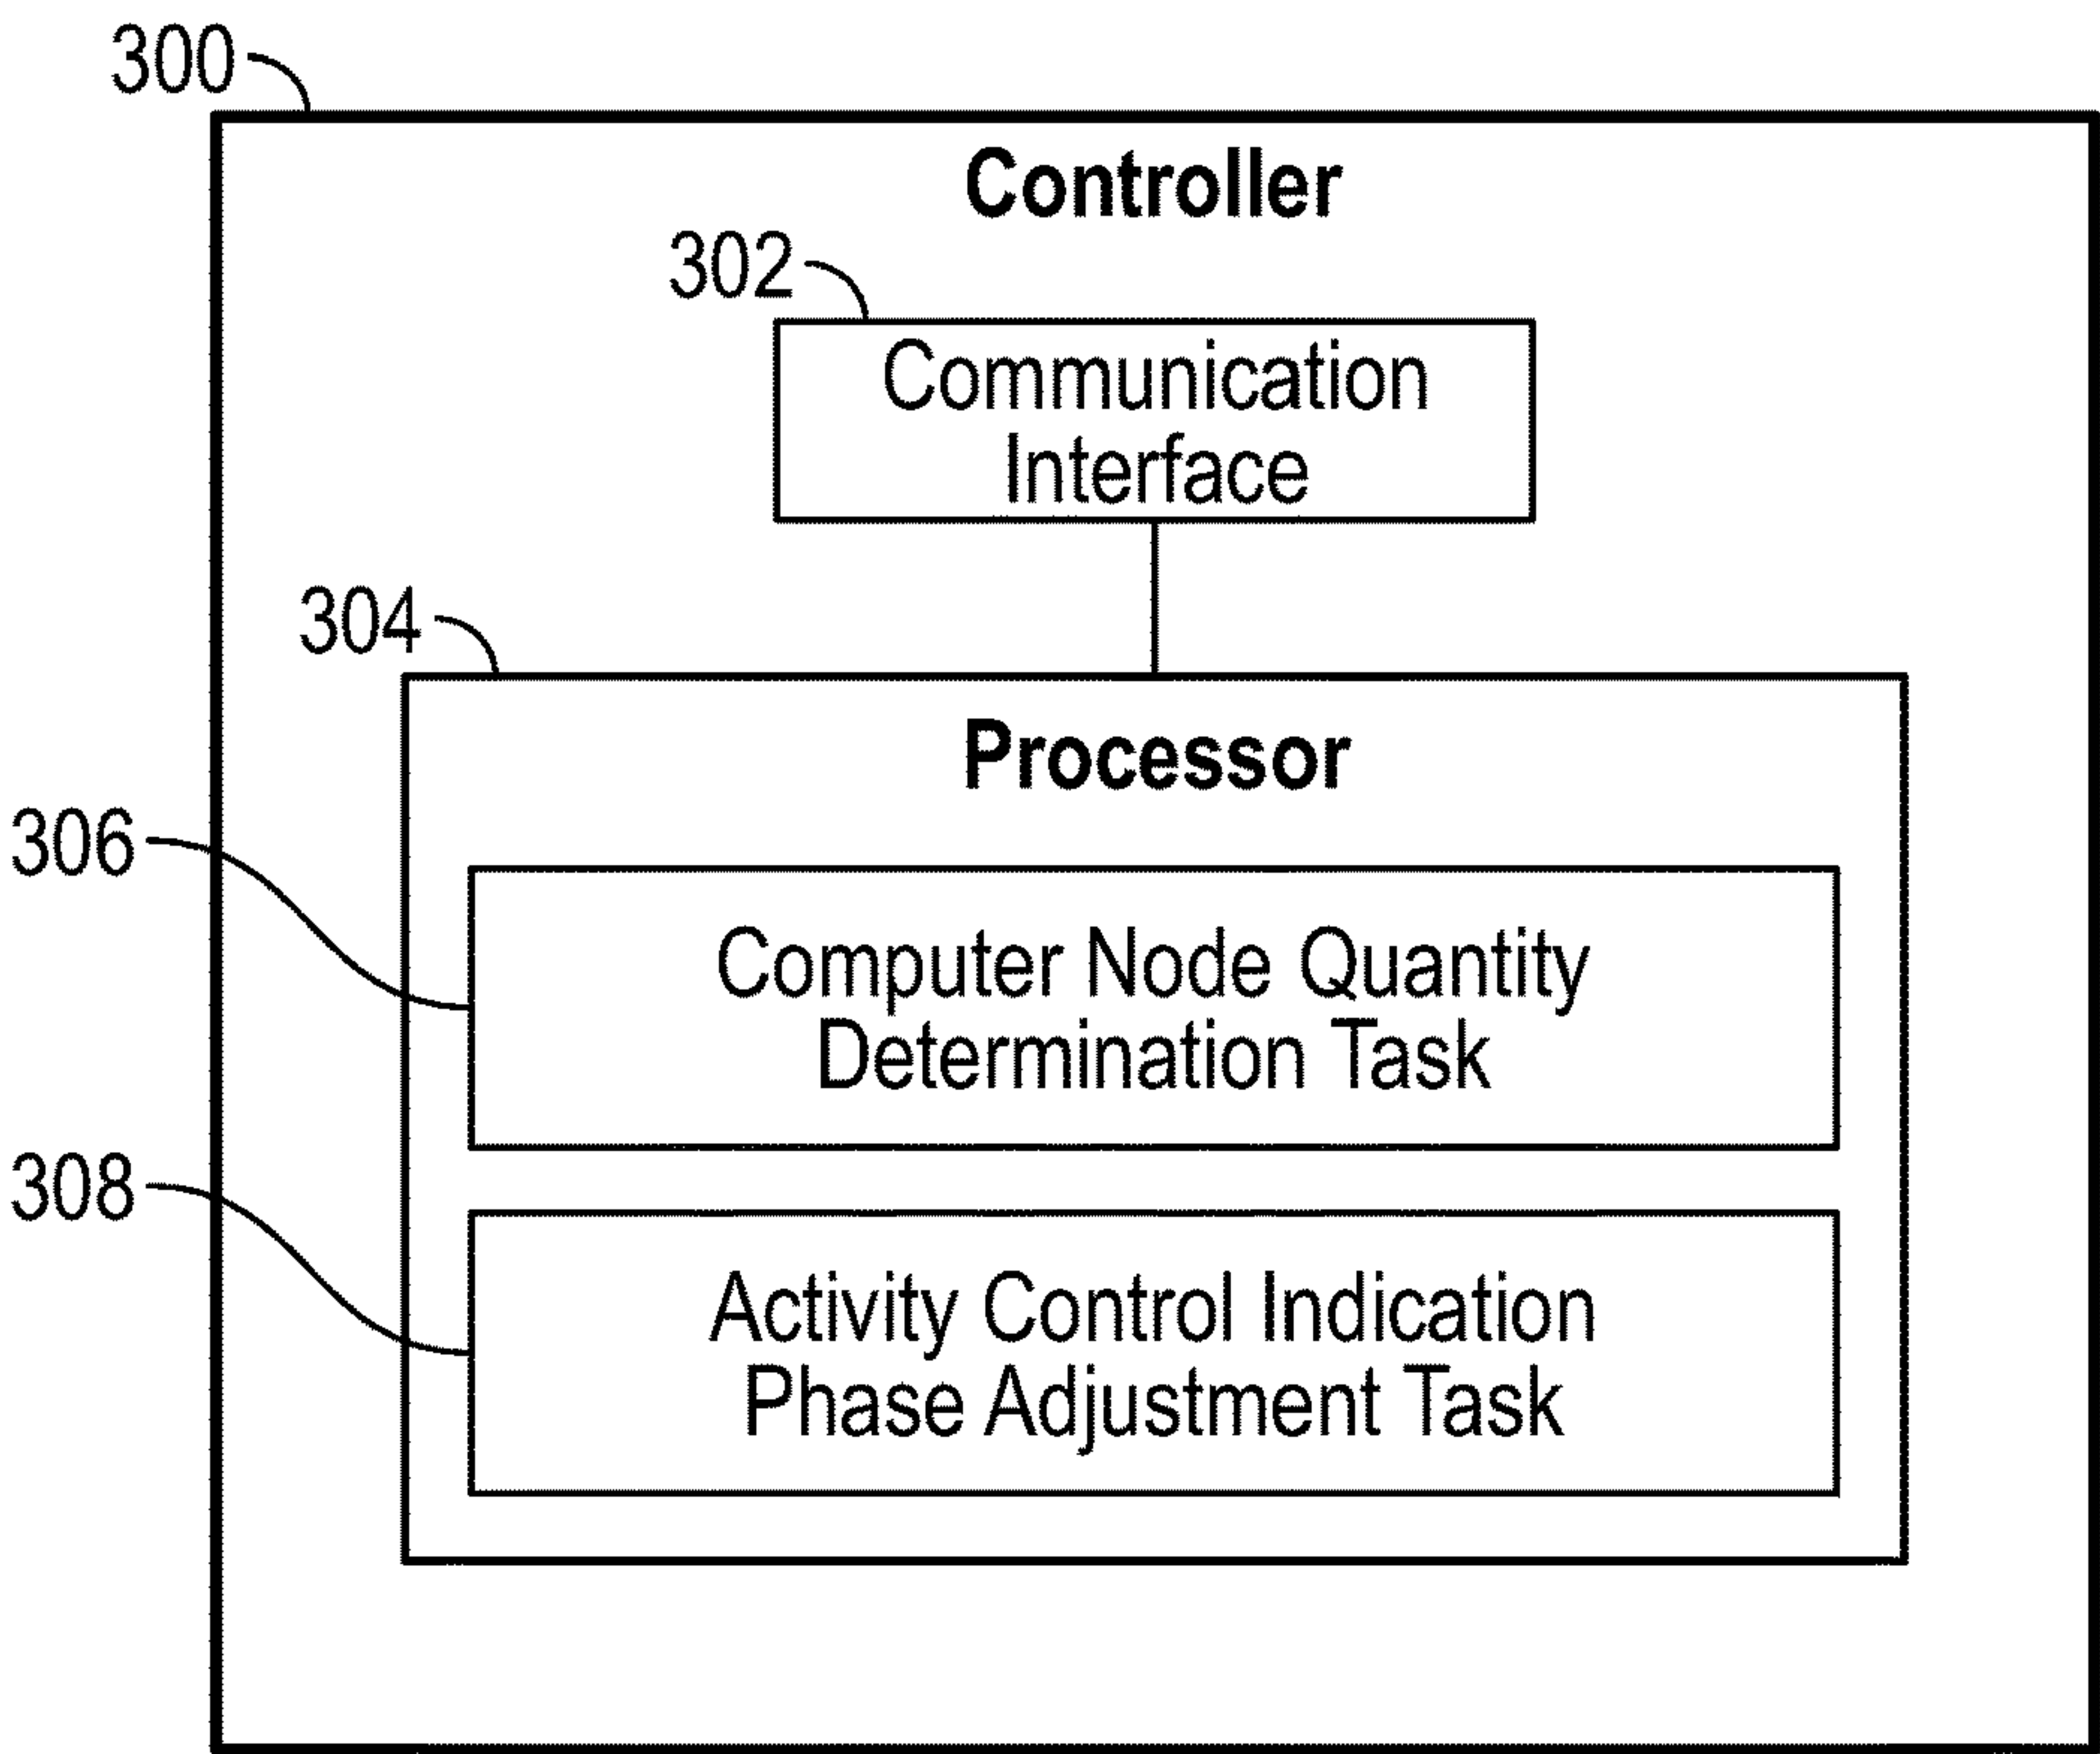 300
Controller
302
Communication
Interface
304
Processor
306
Computer Node Quantity
Determination Task
308
Activity Control Indication
Phase Adjustment Task